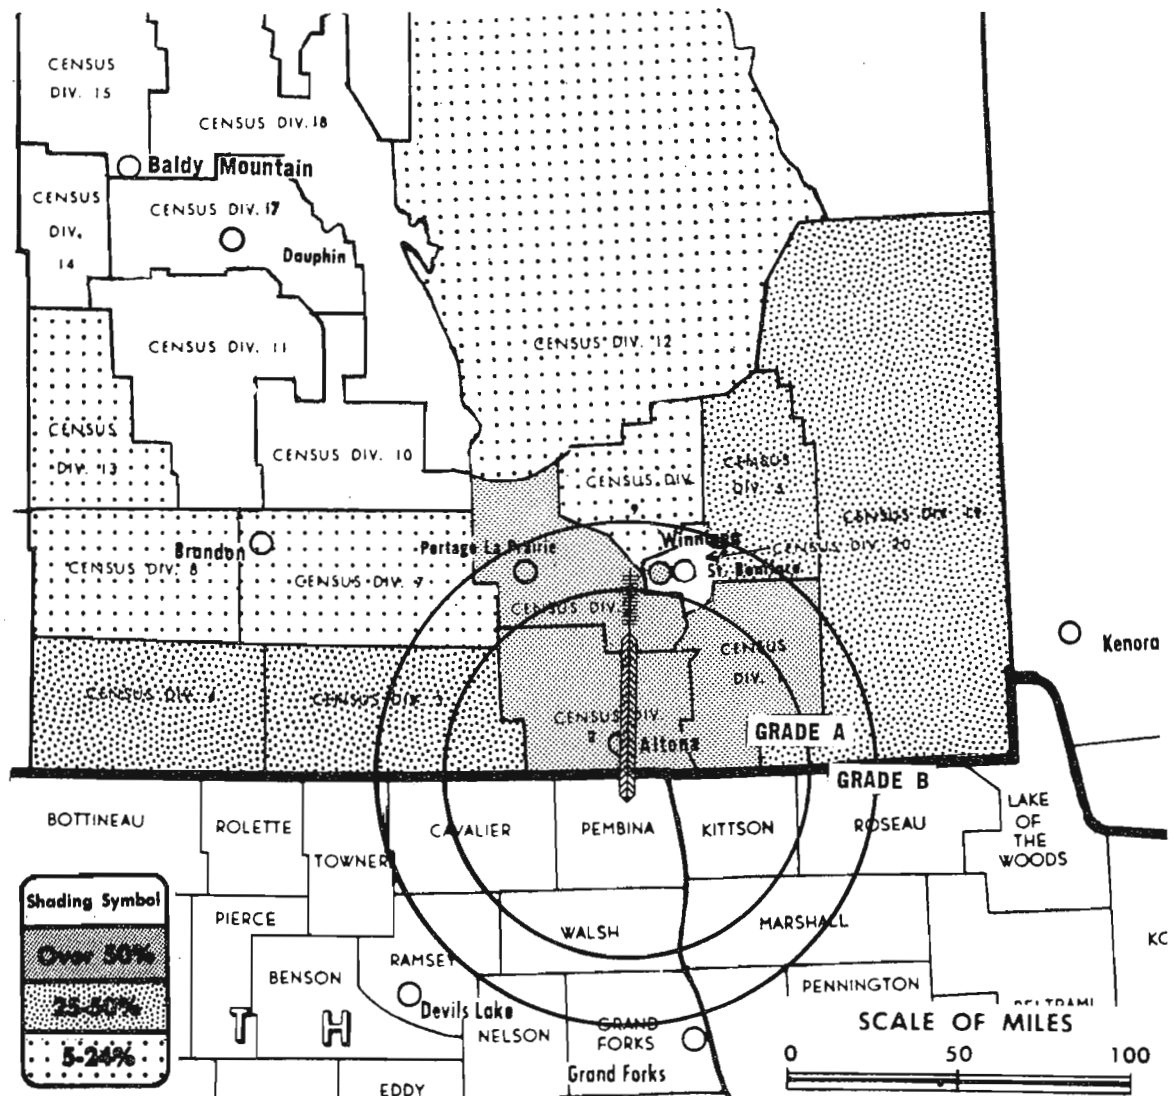 CENSUS
DIV. 15
CENSUS DIV. 18
Baldy Mountain
CENSUS
DIV.
14
CENSUS DIV. 17
Dauphin
CENSUS DIV. 11
CENSUS DIV. 12
CENSUS
DIV. 13
CENSUS DIV. 10
CENSUS DIV.
9
CENSUS
DIV.
CENSUS DIV.
Brandon
CENSUS DIV. 8
CENSUS DIV. 7
Portage La Prairie
Winnipeg
CENSUS DIV. 20
St. Boniface
CENSUS DIV.
CENSUS
DIV.
Kenora
CENSUS DIV.
CENSUS DIV. 3
CENSUS DIV.
2
Altona
GRADE A
GRADE B
BOTTINEAU
ROLETTE
TOWNER
CAVALIER
PEMBINA
KITTSON
ROSEAU
LAKE
OF
THE
WOODS
Shading Symbol
Over 50%
25-50%
5-24%
PIERCE
BENSON
RAMSEY
WALSH
MARSHALL
KO
PENNINGTON
BELTRAMI
Devils Lake
T H
NELSON
GRAND
FORKS
Grand Forks
EDDY
SCALE OF MILES
0 50 100